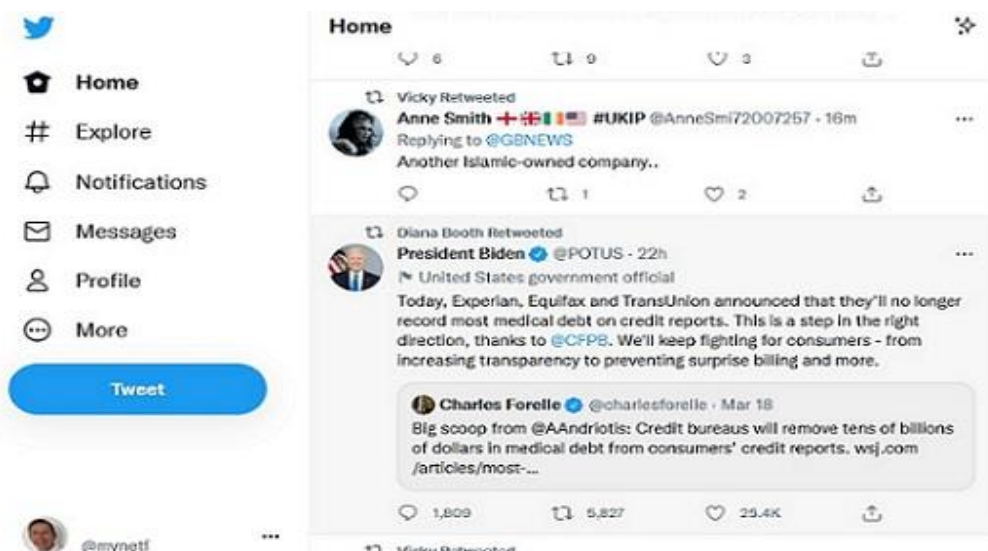 Home
Explore
Notifications
Messages
Profile
More
Tweet
@mynetf
Home
6 9 3
Vicky Retweeted
Anne Smith #UKIP @AnneSmi72007257 · 16m
Replying to @GBNEWS
Another Islamic-owned company..
1 2
Diana Booth Retweeted
President Biden @POTUS · 22h
United States government official
Today, Experian, Equifax and TransUnion announced that they'll no longer
record most medical debt on credit reports. This is a step in the right
direction, thanks to @CFPB. We'll keep fighting for consumers - from
increasing transparency to preventing surprise billing and more.
Charles Forelle @charlesforelle · Mar 18
Big scoop from @AAndriotis: Credit bureaus will remove tens of billions
of dollars in medical debt from consumers' credit reports. wsj.com
/articles/most-...
1,809 5,827 25.4K
Vicky Retweeted